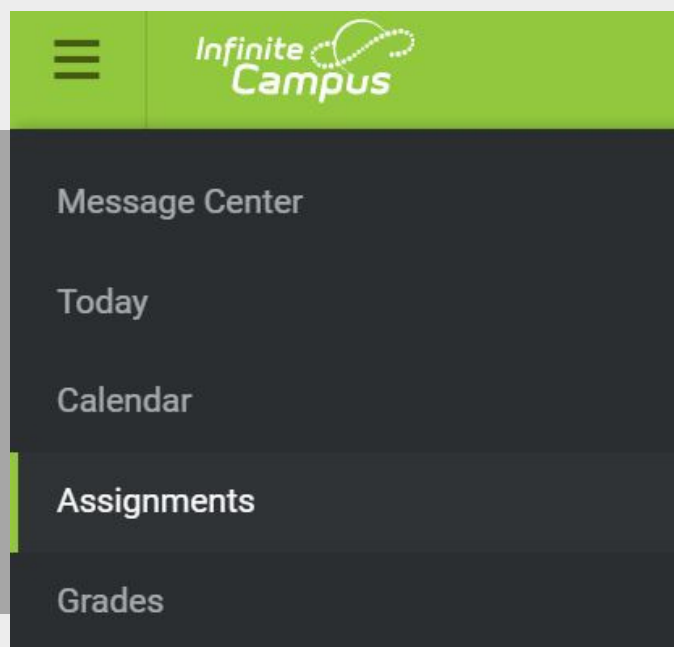 Infinite
Campus
Message Center
Today
Calendar
Assignments
Grades